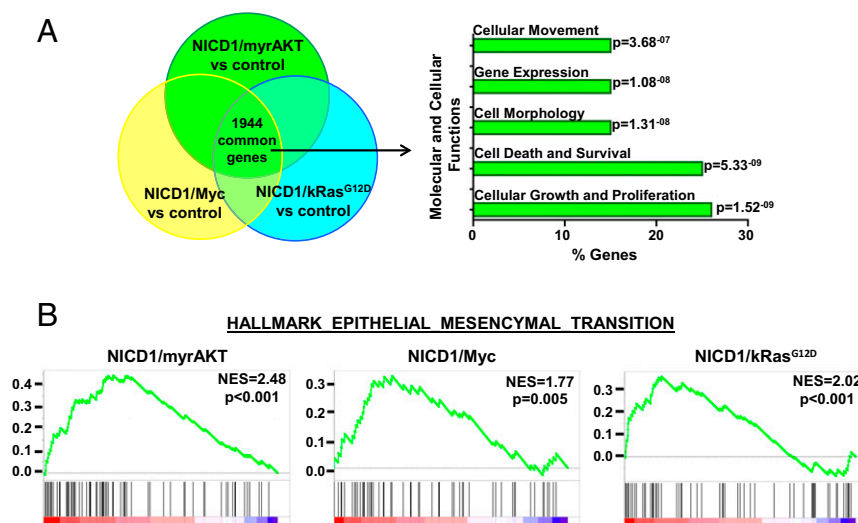 A
NICD1/myrAKT
vs control
1944
common
genes
NICD1/Myc
vs control
NICD1/kRasG12D
vs control
Molecular and Cellular
Functions
Cellular Movement
p=3.68-07
Gene Expression
p=1.08-08
Cell Morphology
p=1.31-08
Cell Death and Survival
p=5.33-09
Cellular Growth and Proliferation
p=1.52-09
0 10 20 30
% Genes
B
HALLMARK EPITHELIAL MESENCYMAL TRANSITION
NICD1/myrAKT
NES=2.48
p<0.001
0.4
0.3
0.2
0.1
0.0
NICD1/Myc
NES=1.77
p=0.005
0.3
0.2
0.1
0.0
NICD1/kRasG12D
NES=2.02
p<0.001
0.3
0.2
0.1
0.0